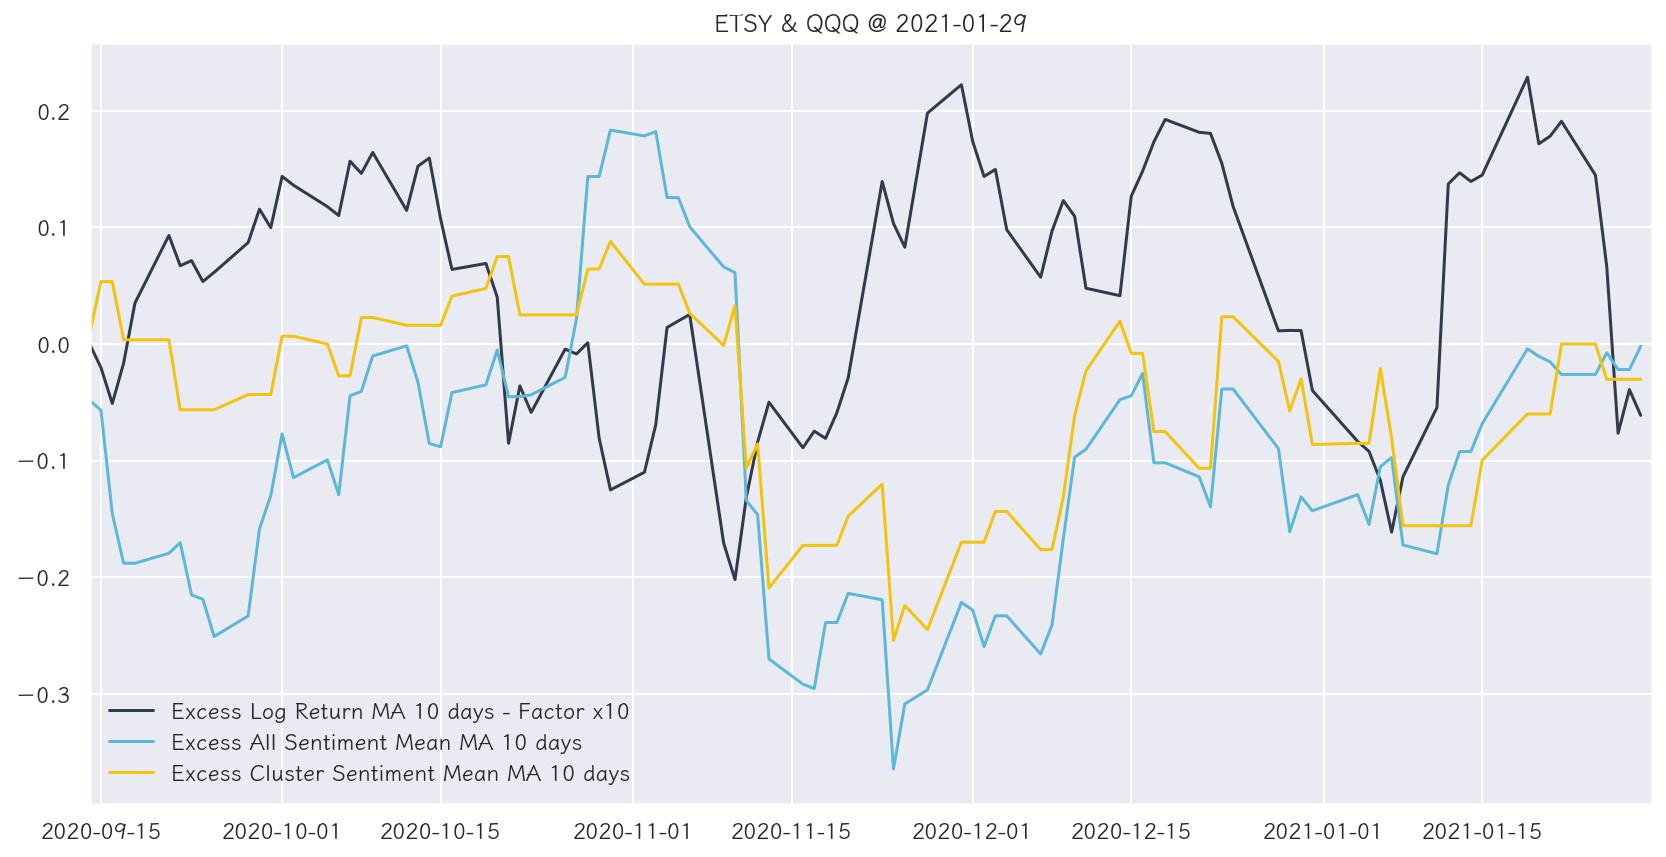 ETSY & QQQ @ 2021-01-29
0.2
0.1
0.0
−0.1
−0.2
−0.3
Excess Log Return MA 10 days - Factor x10
Excess All Sentiment Mean MA 10 days
Excess Cluster Sentiment Mean MA 10 days
2020-09-15 2020-10-01 2020-10-15 2020-11-01 2020-11-15 2020-12-01 2020-12-15 2021-01-01 2021-01-15